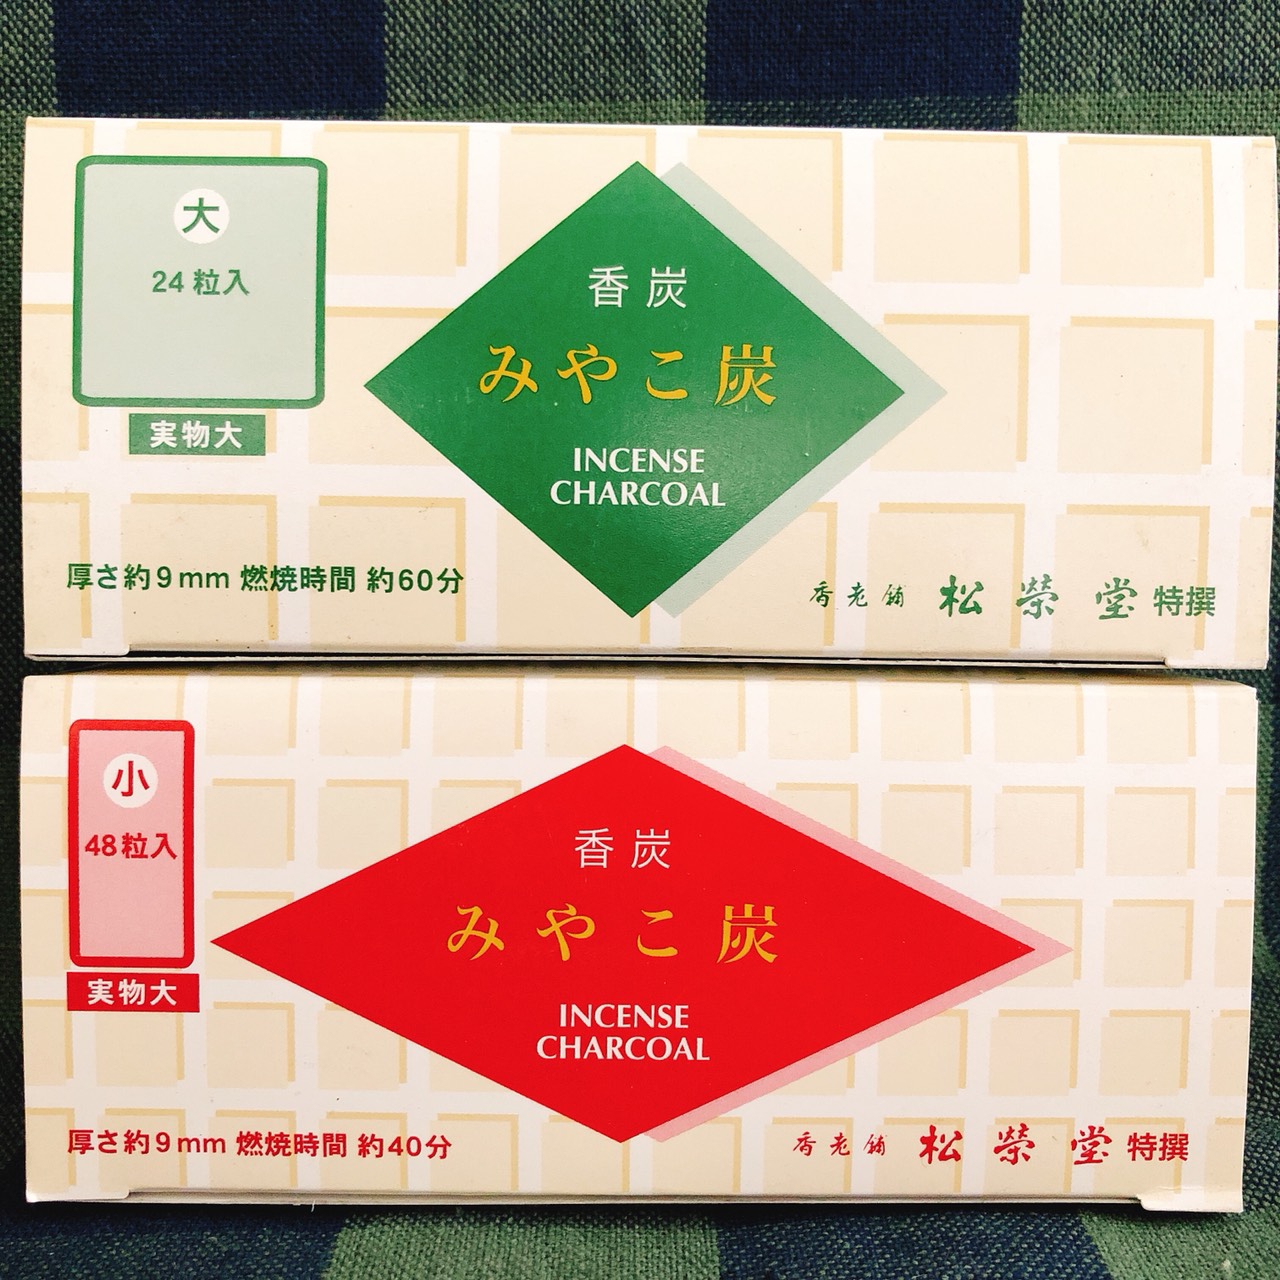 大
24粒入
実物大
香炭
みやこ炭
INCENSE
CHARCOAL
厚さ約9mm 燃焼時間 約60分
香老舗 松榮堂 特撰
小
48粒入
実物大
香炭
みやこ炭
INCENSE
CHARCOAL
厚さ約9mm 燃焼時間 約40分
香老舗 松榮堂 特撰